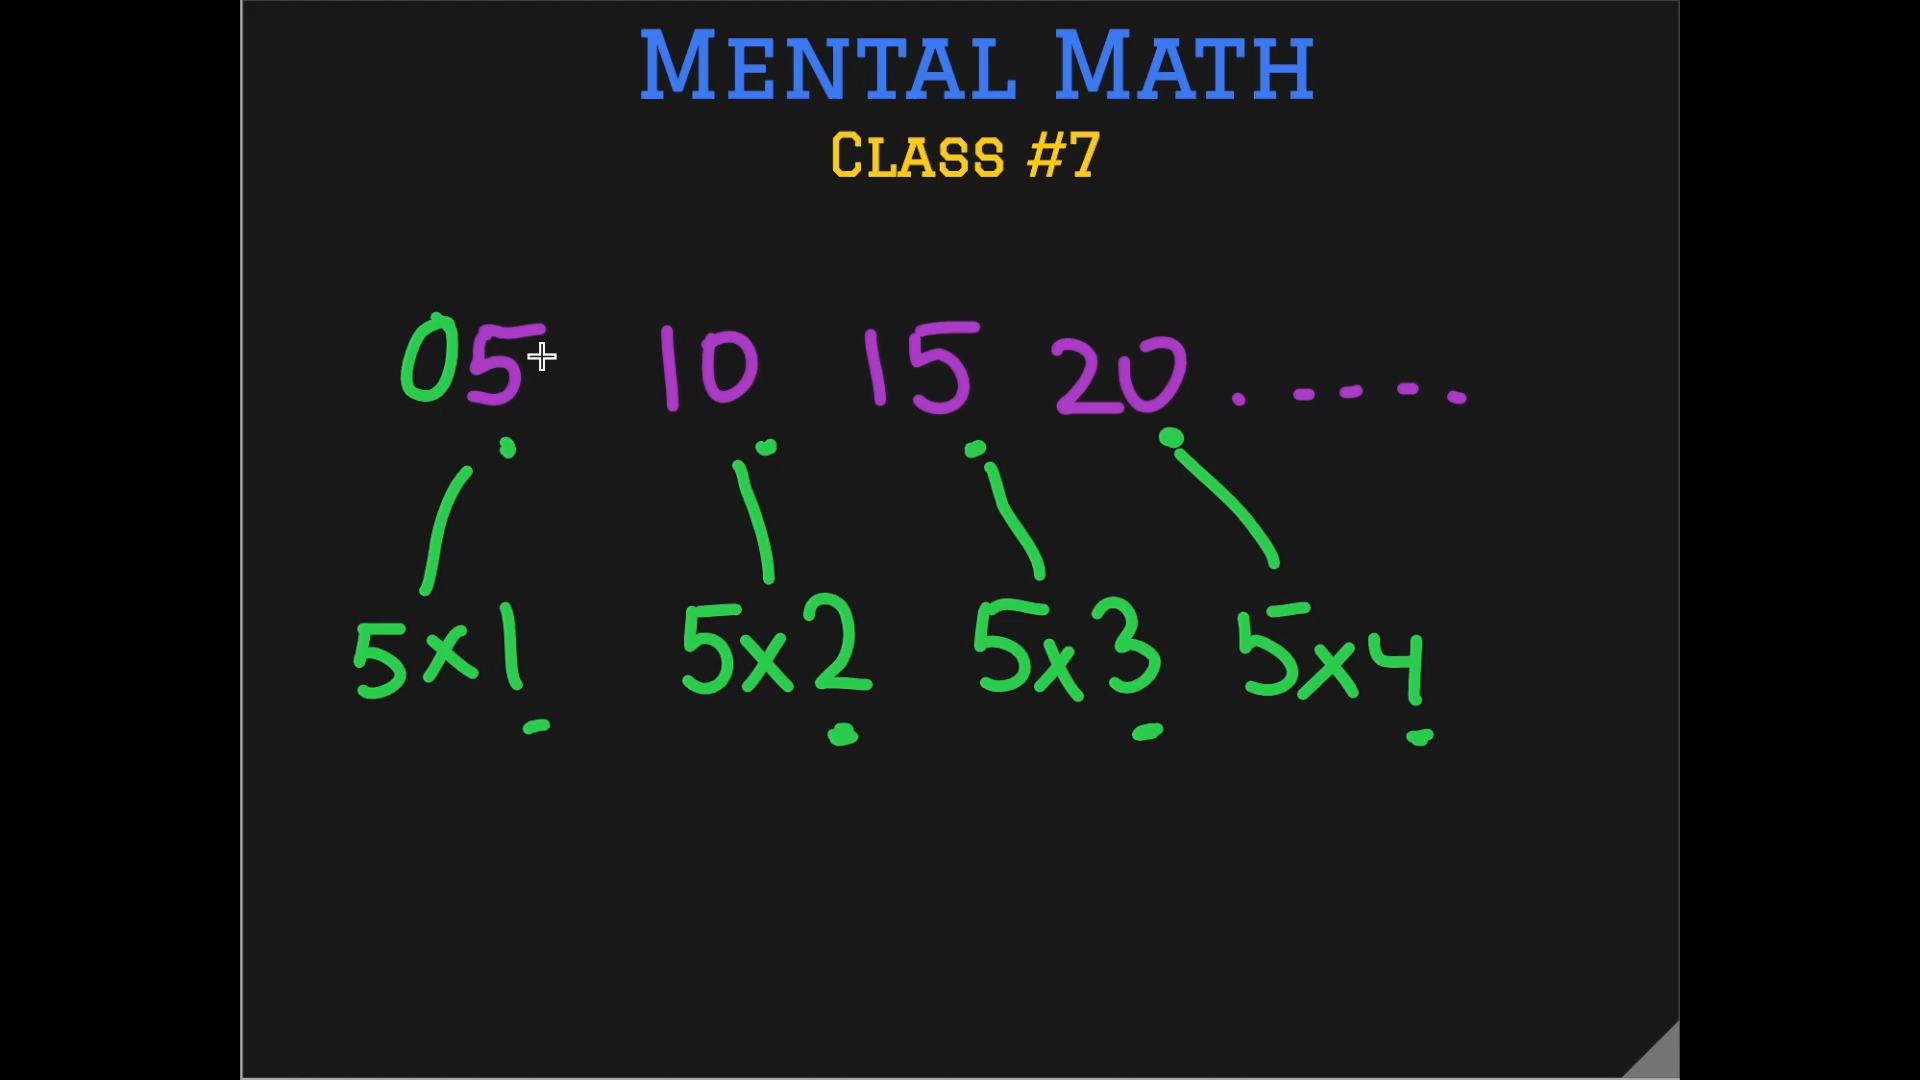 MENTAL MATH
CLASS #7
05 10 15 20 . - - - .
5x1 5x2 5x3 5x4